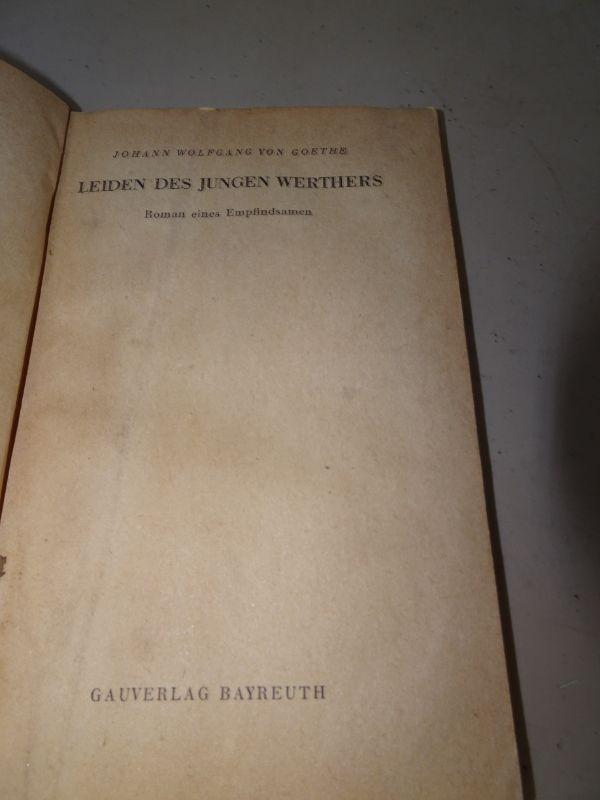 JOHANN WOLFGANG VON GOETHE
LEIDEN DES JUNGEN WERTHERS
Roman eines Empfindsamen
GAUVERLAG BAYREUTH